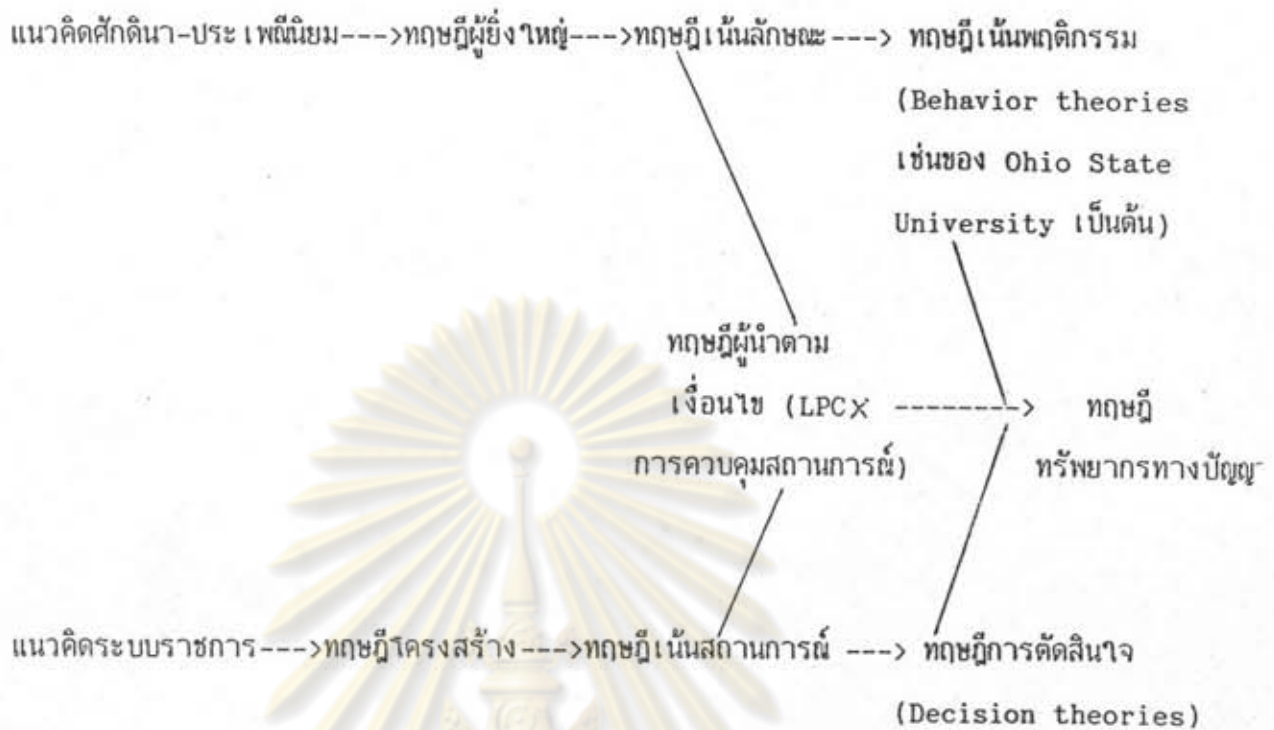 แนวคิดศักดินา-ประเพณีนิยม--->ทฤษฎีผู้ยิ่งใหญ่--->ทฤษฎีเน้นลักษณะ---> ทฤษฎีเน้นพฤติกรรม
(Behavior theories
เช่นของ Ohio State
University เป็นต้น)
ทฤษฎีผู้นำตาม
เงื่อนไข (LPC× ---------> ทฤษฎี
การควบคุมสถานการณ์) ทรัพยากรทางปัญญา
แนวคิดระบบราชการ--->ทฤษฎีโครงสร้าง--->ทฤษฎีเน้นสถานการณ์ ---> ทฤษฎีการตัดสินใจ
(Decision theories)